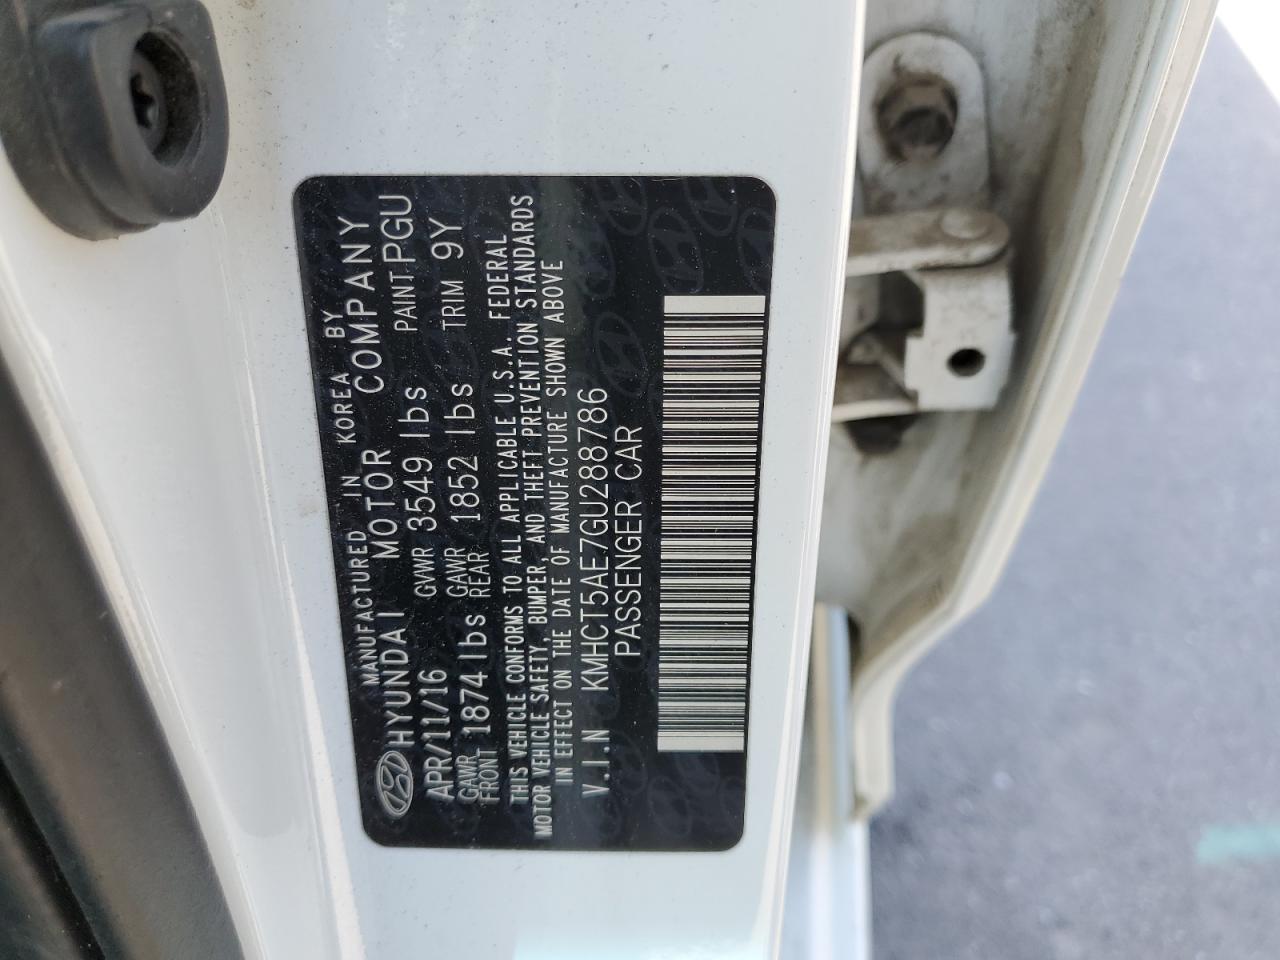 MANUFACTURED IN KOREA BY
HYUNDAI MOTOR COMPANY
APR/11/16 GVWR 3549 lbs PAINT PGU
GAWR FRONT 1874 lbs GAWR REAR 1852 lbs TRIM 9Y
THIS VEHICLE CONFORMS TO ALL APPLICABLE U.S.A. FEDERAL
MOTOR VEHICLE SAFETY, BUMPER, AND THEFT PREVENTION STANDARDS
IN EFFECT ON THE DATE OF MANUFACTURE SHOWN ABOVE
V.I.N KMHCT5AE7GU288786
PASSENGER CAR